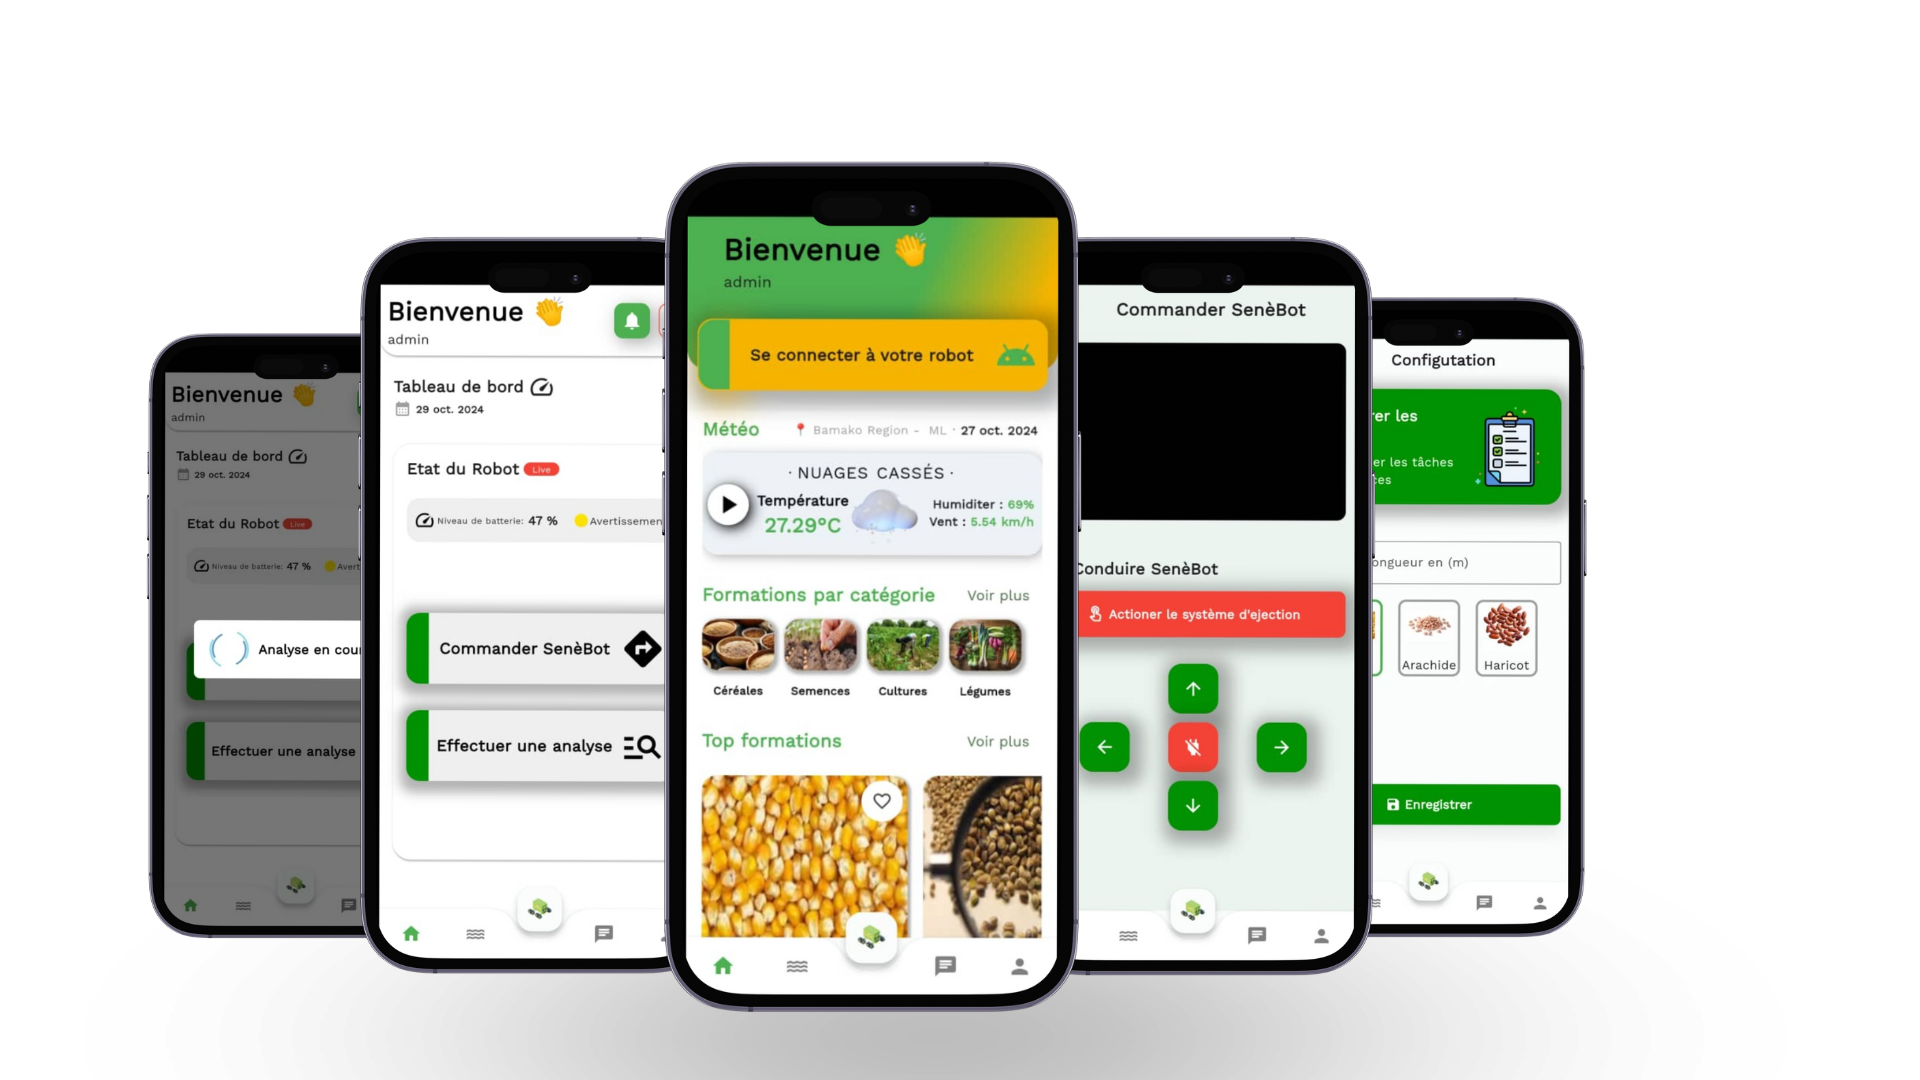 Bienvenue 👋
admin
Tableau de bord
29 oct. 2024
Etat du Robot Live
Niveau de batterie: 47 %
Analyse en
Effectuer une analyse
Bienvenue 👋
admin
Tableau de bord
29 oct. 2024
Etat du Robot Live
Niveau de batterie: 47 % Avertissemen
Commander SenèBot
Effectuer une analyse
Bienvenue 👋
admin
Se connecter à votre robot
Météo 📍 Bamako Region - ML · 27 oct. 2024
· NUAGES CASSÉS ·
Température
27.29°C
Humiditer : 69%
Vent : 5.54 km/h
Formations par catégorie Voir plus
Céréales Semences Cultures Légumes
Top formations Voir plus
Commander SenèBot
Conduire SenèBot
Actioner le système d'ejection
Configutation
rer les
er les tâches
ces
ongueur en (m)
Arachide Haricot
Enregistrer